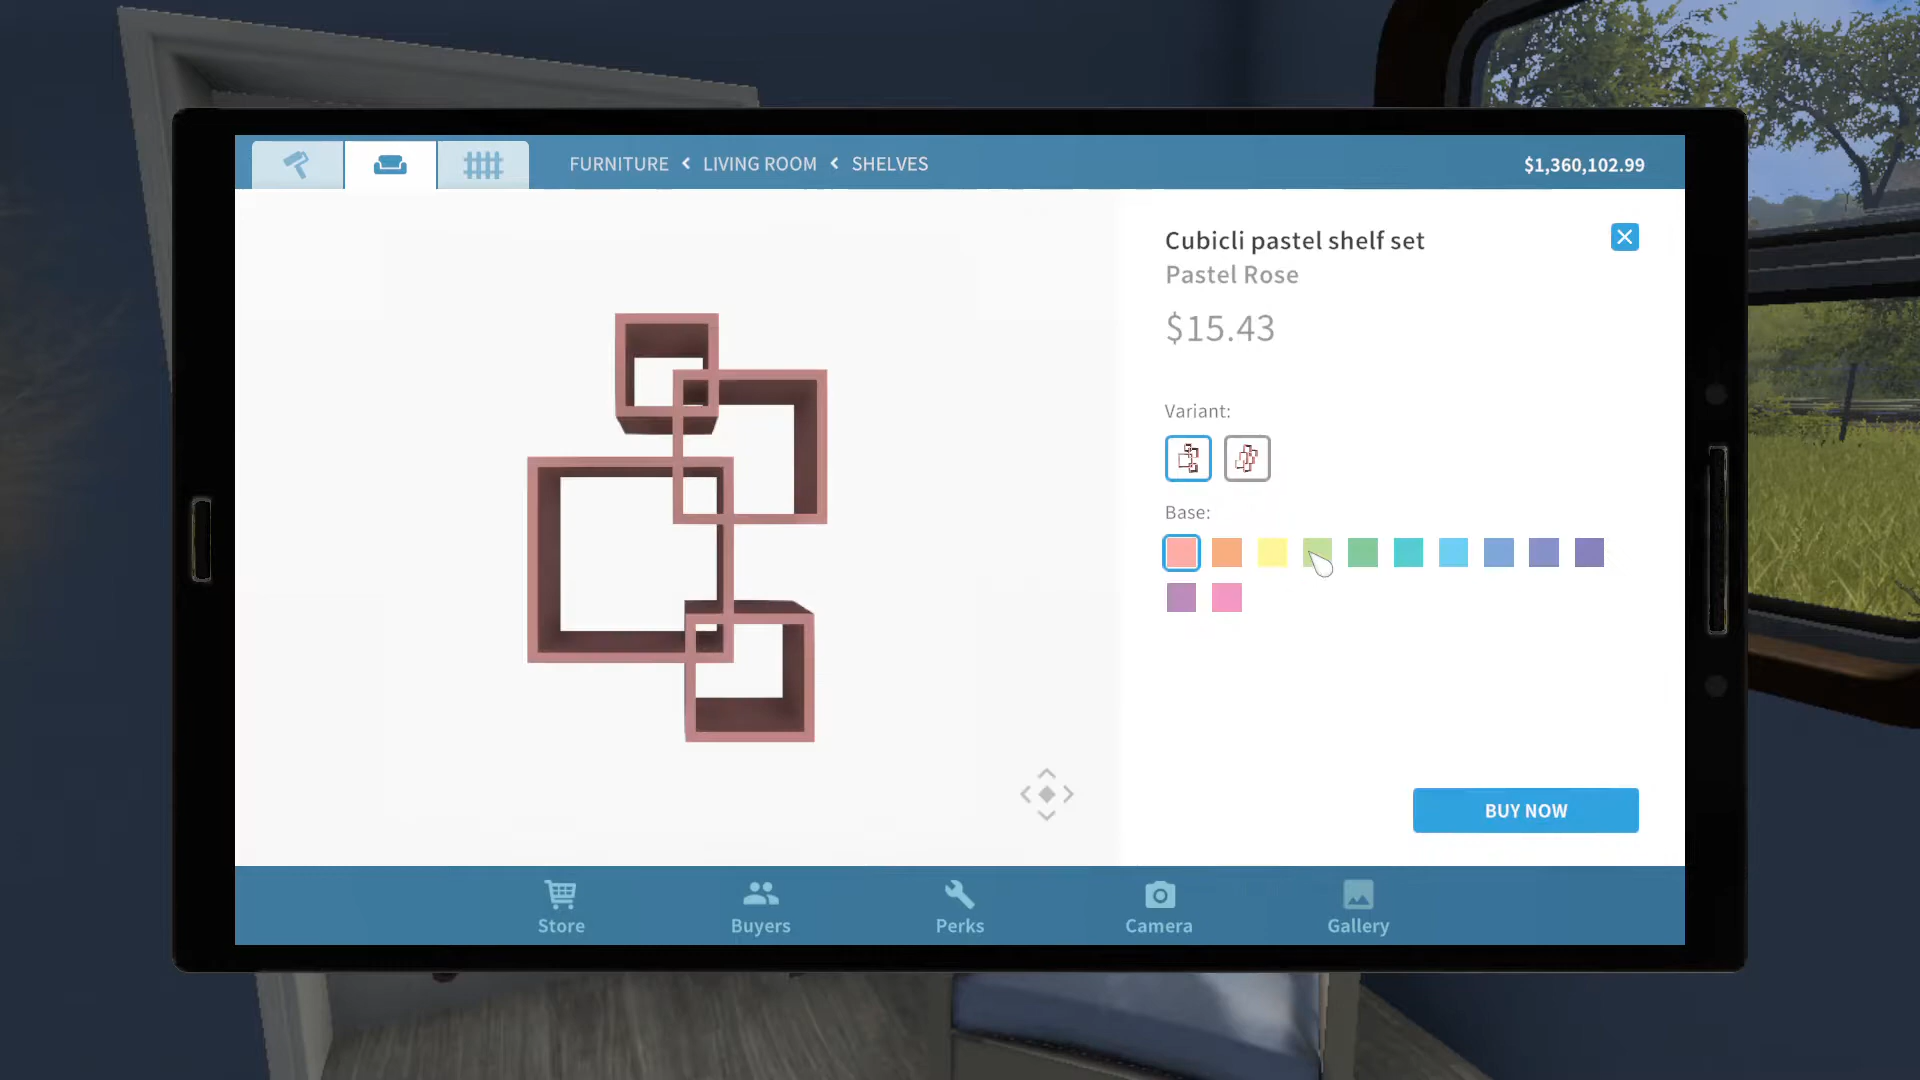 FURNITURE < LIVING ROOM < SHELVES
$1,360,102.99
Cubicli pastel shelf set
Pastel Rose
$15.43
Variant:
Base:
BUY NOW
Store
Buyers
Perks
Camera
Gallery